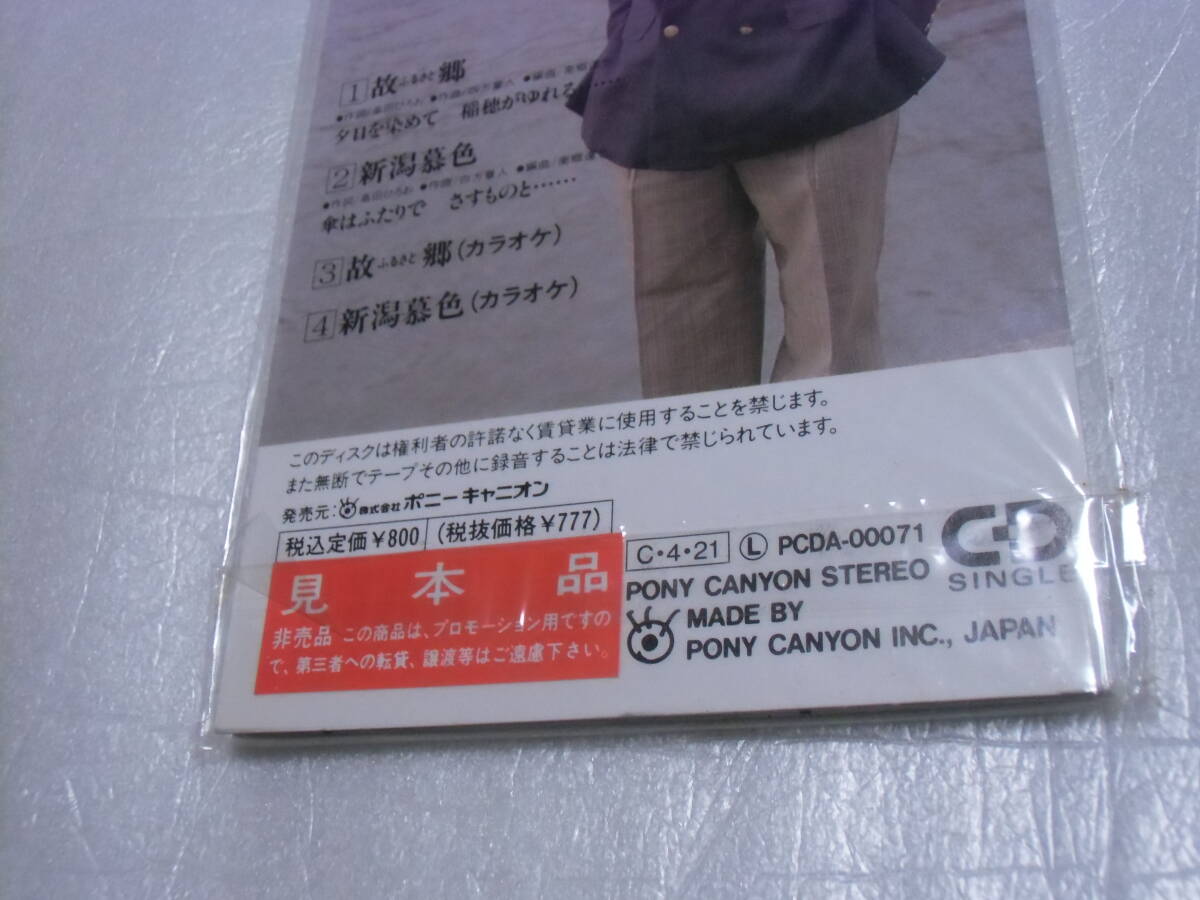 1 故ふるさと郷
夕日を染めて 稲穂がゆれる
2 新潟慕色
傘はふたりで さすものと……
3 故ふるさと郷(カラオケ)
4 新潟慕色(カラオケ)
このディスクは権利者の許諾なく賃貸業に使用することを禁じます。
また無断でテープその他に録音することは法律で禁じられています。
発売元:株式会社ポニーキャニオン
税込定価¥800 (税抜価格¥777)
見本品
非売品 この商品は、プロモーション用ですの
で、第三者への転貸、譲渡等はご遠慮下さい。
C・4・21 Ⓛ PCDA-00071
PONY CANYON STEREO
MADE BY
PONY CANYON INC., JAPAN
CD
SINGLE